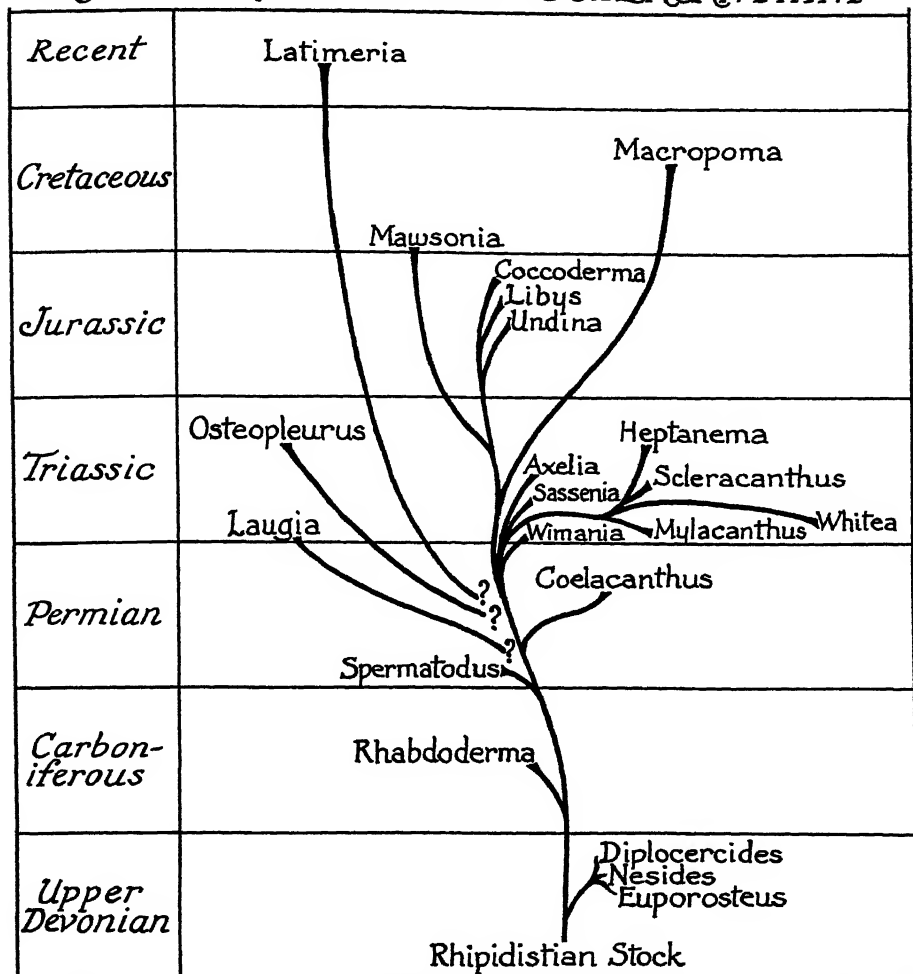 Recent
Latimeria
Macropoma
Cretaceous
Mawsonia
Coccoderma
Libys
Undina
Jurassic
Osteopleurus
Heptanema
Axelia
Scleracanthus
Triassic
Sassenia
Laugia
Wimania
Mylacanthus
Whitea
Coelacanthus
?
?
Permian
?
Spermatodus
Carbon-
iferous
Rhabdoderma
Diplocercides
Nesides
Euporosteus
Upper
Devonian
Rhipidistian Stock